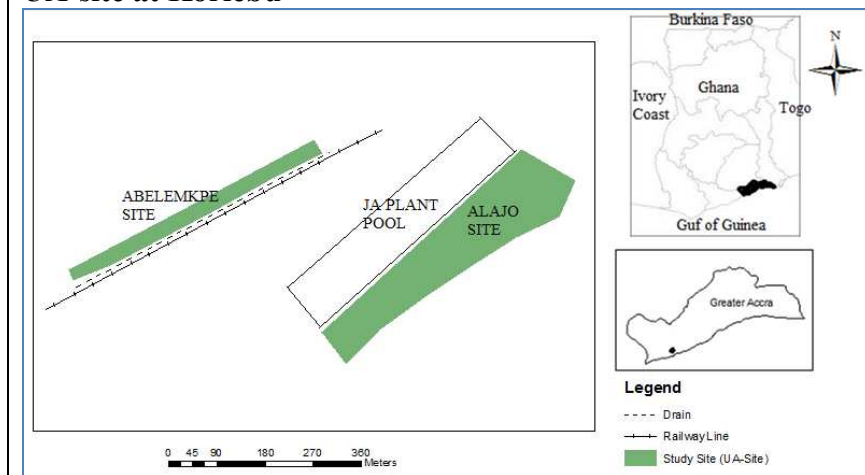 Burkina Faso
N
Ghana
Ivory
Coast
Togo
Guf of Guinea
ABELEMKPE
SITE
JA PLANT
POOL
ALAJO
SITE
Greater Accra
Legend
Drain
Railway Line
Study Site (UA-Site)
0 45 90 180 270 360
Meters